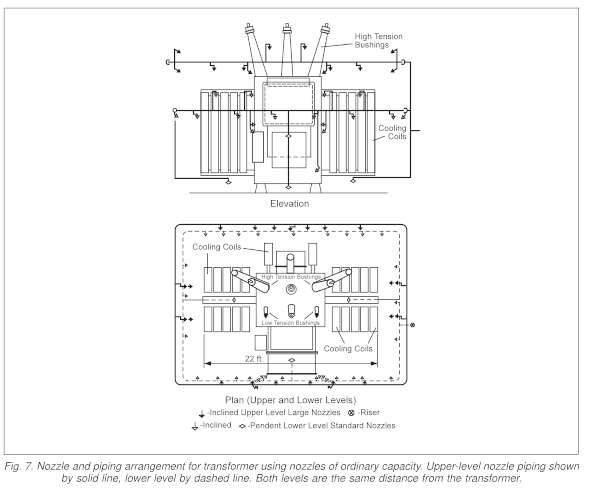 High Tension
Bushings
Cooling
Coils
Elevation
Cooling Coils
High Tension Bushings
Low Tension Bushings
Cooling Coils
22 ft.
Plan (Upper and Lower Levels)
-Inclined Upper Level Large Nozzles -Riser
-Inclined -Pendent Lower Level Standard Nozzles
Fig. 7. Nozzle and piping arrangement for transformer using nozzles of ordinary capacity. Upper-level nozzle piping shown
by solid line, lower level by dashed line. Both levels are the same distance from the transformer.